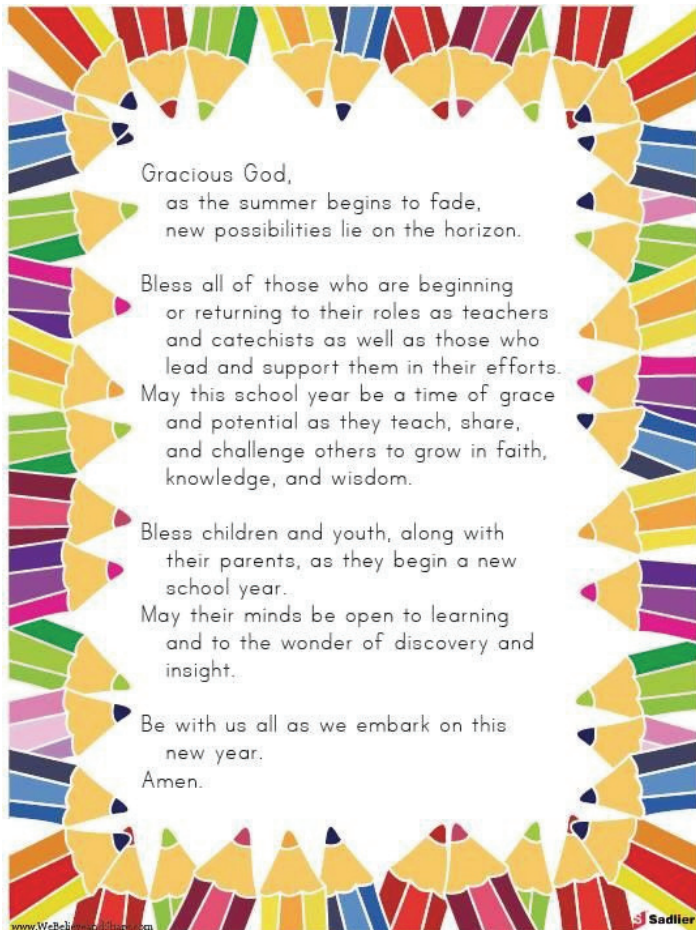 Gracious God,
as the summer begins to fade,
new possibilities lie on the horizon.
Bless all of those who are beginning
or returning to their roles as teachers
and catechists as well as those who
lead and support them in their efforts.
May this school year be a time of grace
and potential as they teach, share,
and challenge others to grow in faith,
knowledge, and wisdom.
Bless children and youth, along with
their parents, as they begin a new
school year.
May their minds be open to learning
and to the wonder of discovery and
insight.
Be with us all as we embark on this
new year.
Amen.
www.WeBelieveandShare.com
S Sadlier